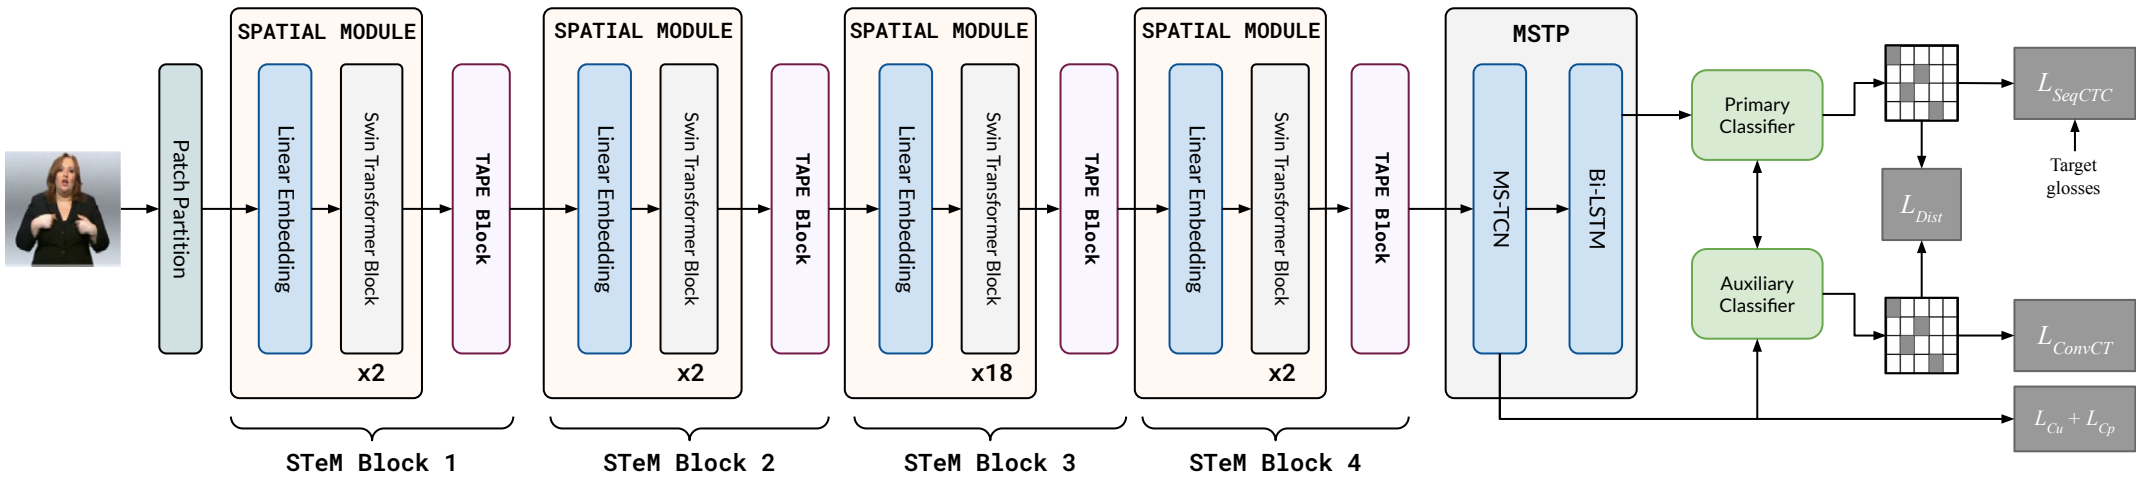 SPATIAL MODULE
SPATIAL MODULE
SPATIAL MODULE
SPATIAL MODULE
MSTP
Patch Partition
Linear Embedding
Swin Transformer Block
x2
TAPE Block
Linear Embedding
Swin Transformer Block
x2
TAPE Block
Linear Embedding
Swin Transformer Block
x18
TAPE Block
Linear Embedding
Swin Transformer Block
x2
TAPE Block
MS-TCN
Bi-LSTM
Primary
Classifier
Auxiliary
Classifier
L_SeqCTC
Target
glosses
L_Dist
L_ConvCT
L_Cu + L_Cp
STeM Block 1
STeM Block 2
STeM Block 3
STeM Block 4